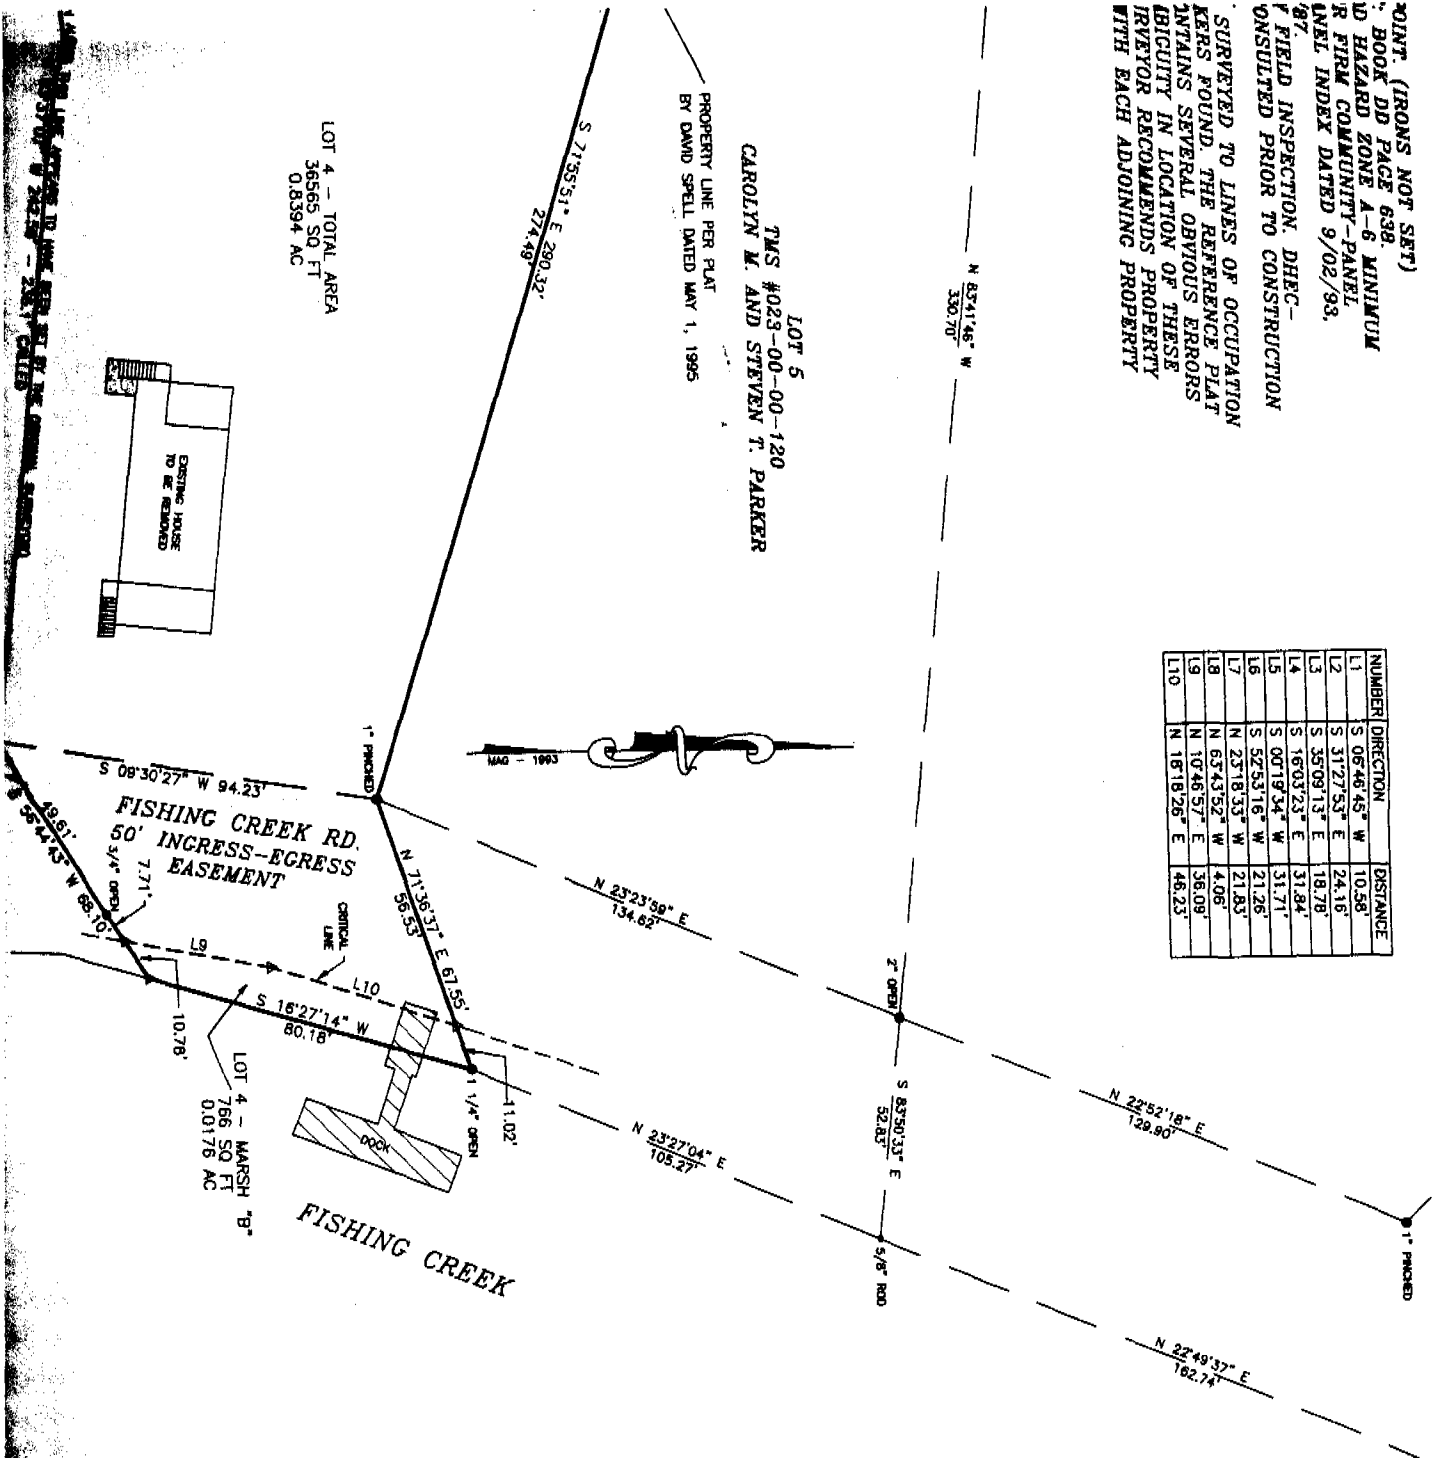 POINT. (IRONS NOT SET)
BOOK DD PAGE 638.
HAZARD ZONE A-6 MINIMUM
R FIRM COMMUNITY-PANEL
ANEL INDEX DATED 9/02/93.
'87.
FIELD INSPECTION. DHEC-
ONSULTED PRIOR TO CONSTRUCTION
SURVEYED TO LINES OF OCCUPATION
KERS FOUND. THE REFERENCE PLAT
ONTAINS SEVERAL OBVIOUS ERRORS
BIGUITY IN LOCATION OF THESE
RVEYOR RECOMMENDS PROPERTY
WITH EACH ADJOINING PROPERTY
NUMBER DIRECTION DISTANCE
L1 S 06°46'45" W 10.58'
L2 S 31°27'53" E 24.16'
L3 S 35°09'13" E 18.78'
L4 S 16°03'23" E 31.84'
L5 S 00°19'34" W 31.71'
L6 S 52°53'16" W 21.26'
L7 N 23°18'33" W 21.83'
L8 N 63°43'52" W 4.06'
L9 N 10°46'57" E 36.09'
L10 N 18°18'26" E 46.23'
N 83°41'46" W
330.70'
LOT 5
TMS #023-00-00-120
CAROLYN M. AND STEVEN T. PARKER
PROPERTY LINE PER PLAT
BY DAVID SPELL DATED MAY 1, 1995
S 71°55'51" E 290.32'
274.49'
LOT 4 - TOTAL AREA
36565 SQ FT
0.8394 AC
EXISTING HOUSE
TO BE REMOVED
MAG - 1993
1" PINCHED
S 09°30'27" W 94.23'
FISHING CREEK RD.
50' INGRESS-EGRESS
EASEMENT
N 71°36'37" E 67.55'
56.53'
N 23°23'59" E
134.62'
2" OPEN
N 22°52'18" E
129.90'
1" PINCHED
S 83°50'33" E
52.83'
5/8" ROD
N 23°27'04" E
105.27'
N 22°49'37" E
162.74'
49.61'
S 56°44'43" W 68.10'
3/4" OPEN
7.71'
L9
CRITICAL
LINE
L10
S 16°27'14" W
80.18'
10.78'
11.02'
1 1/4" OPEN
DOCK
LOT 4 - MARSH "B"
766 SQ FT
0.0176 AC
FISHING CREEK